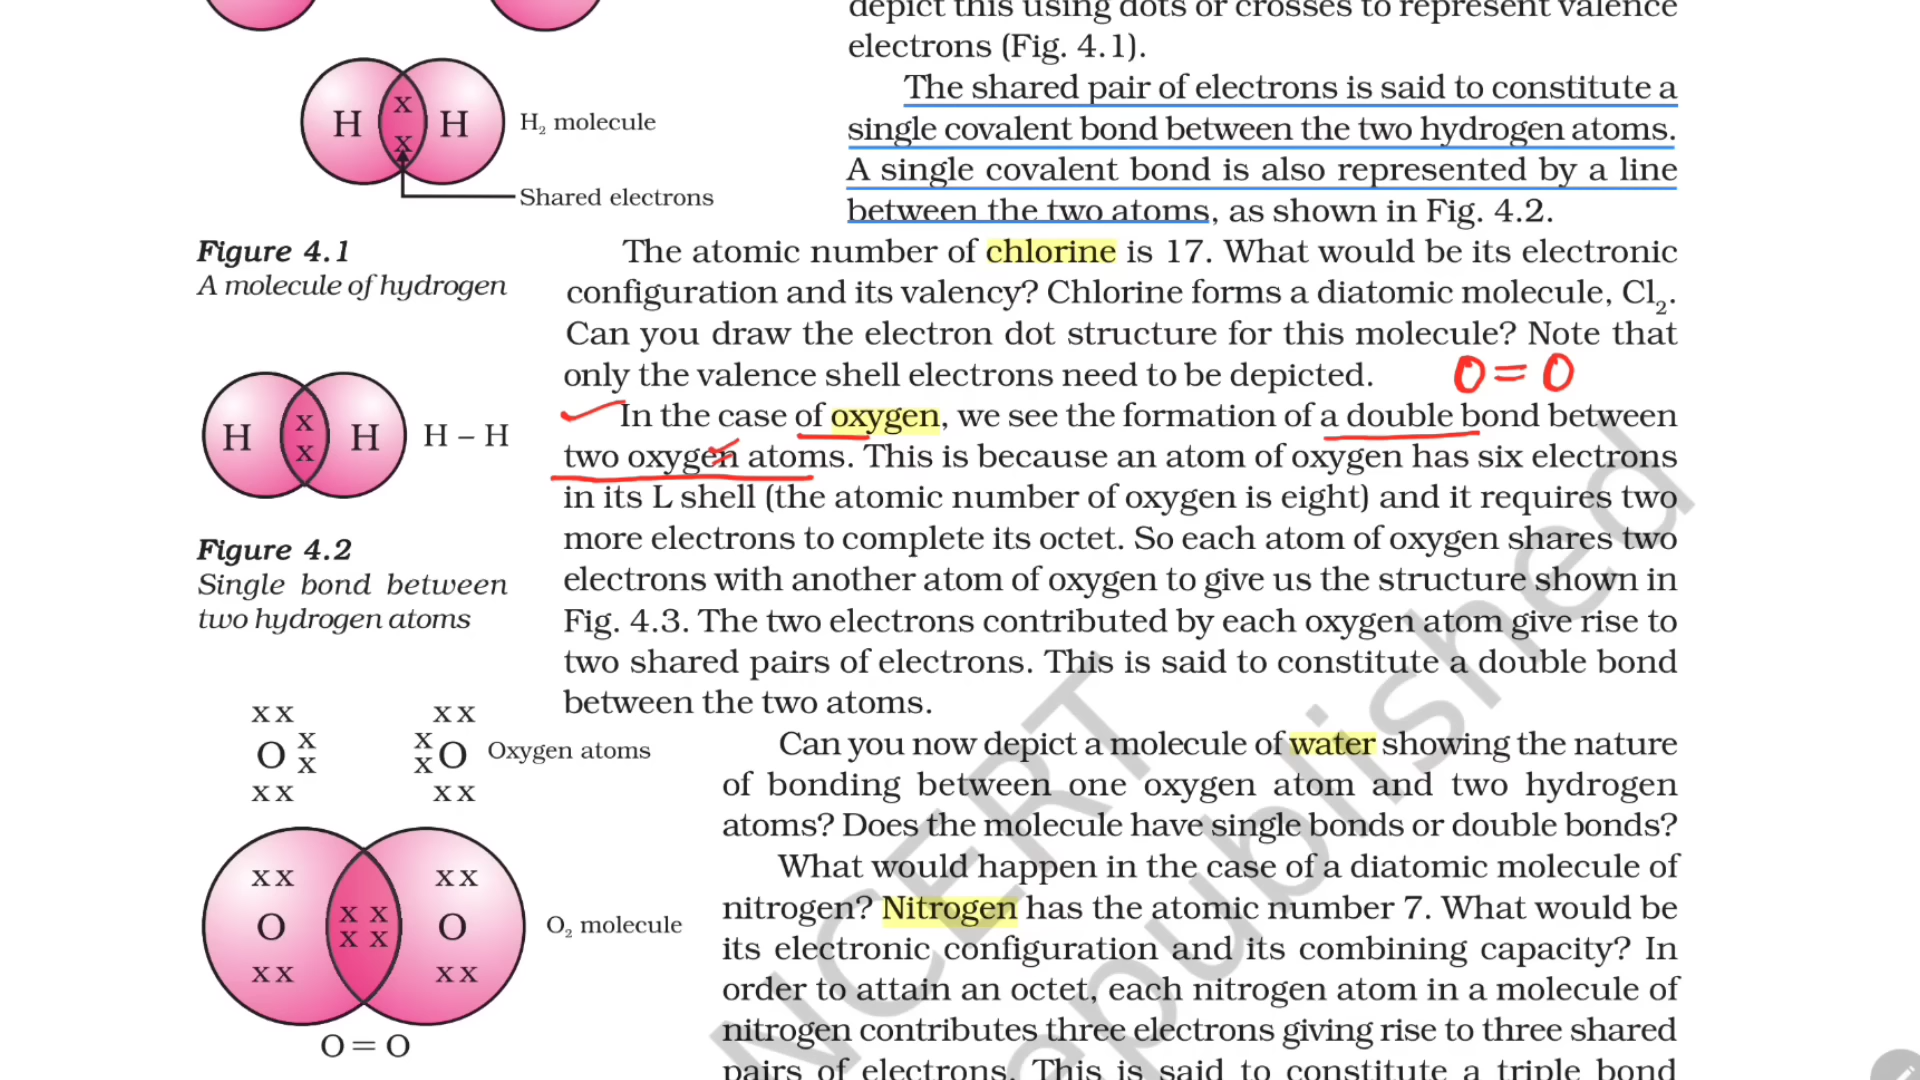 depict this using dots or crosses to represent valence
electrons (Fig. 4.1).
The shared pair of electrons is said to constitute a
single covalent bond between the two hydrogen atoms.
A single covalent bond is also represented by a line
between the two atoms, as shown in Fig. 4.2.
H x x H H₂ molecule
Shared electrons
Figure 4.1
A molecule of hydrogen
The atomic number of chlorine is 17. What would be its electronic
configuration and its valency? Chlorine forms a diatomic molecule, Cl₂.
Can you draw the electron dot structure for this molecule? Note that
only the valence shell electrons need to be depicted.
O = O
In the case of oxygen, we see the formation of a double bond between
two oxygen atoms. This is because an atom of oxygen has six electrons
in its L shell (the atomic number of oxygen is eight) and it requires two
more electrons to complete its octet. So each atom of oxygen shares two
electrons with another atom of oxygen to give us the structure shown in
Fig. 4.3. The two electrons contributed by each oxygen atom give rise to
two shared pairs of electrons. This is said to constitute a double bond
between the two atoms.
H x x H H – H
Figure 4.2
Single bond between
two hydrogen atoms
x x x x
O x x x x O Oxygen atoms
x x x x
x x x x
O x x x x O O₂ molecule
x x x x
O = O
Can you now depict a molecule of water showing the nature
of bonding between one oxygen atom and two hydrogen
atoms? Does the molecule have single bonds or double bonds?
What would happen in the case of a diatomic molecule of
nitrogen? Nitrogen has the atomic number 7. What would be
its electronic configuration and its combining capacity? In
order to attain an octet, each nitrogen atom in a molecule of
nitrogen contributes three electrons giving rise to three shared
pairs of electrons. This is said to constitute a triple bond
NCERT
epublished